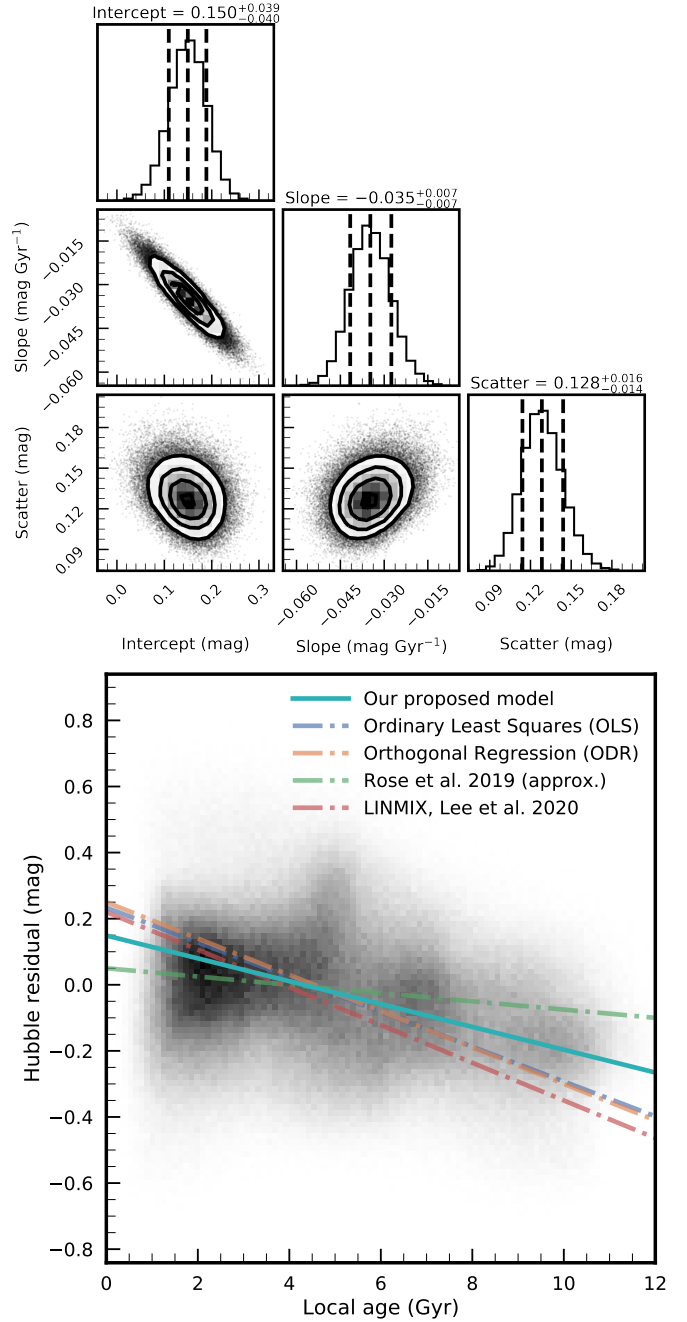 Intercept = 0.150+0.039−0.040
Slope = −0.035+0.007−0.007
Slope (mag Gyr−1)
−0.015
−0.030
−0.045
−0.060
Scatter = 0.128+0.016−0.014
Scatter (mag)
0.18
0.15
0.12
0.09
0.0 0.1 0.2 0.3
−0.060 −0.045 −0.030 −0.015
0.09 0.12 0.15 0.18
Intercept (mag) Slope (mag Gyr−1) Scatter (mag)
Our proposed model
Ordinary Least Squares (OLS)
Orthogonal Regression (ODR)
Rose et al. 2019 (approx.)
LINMIX, Lee et al. 2020
Hubble residual (mag)
0.8
0.6
0.4
0.2
0.0
−0.2
−0.4
−0.6
−0.8
0 2 4 6 8 10 12
Local age (Gyr)